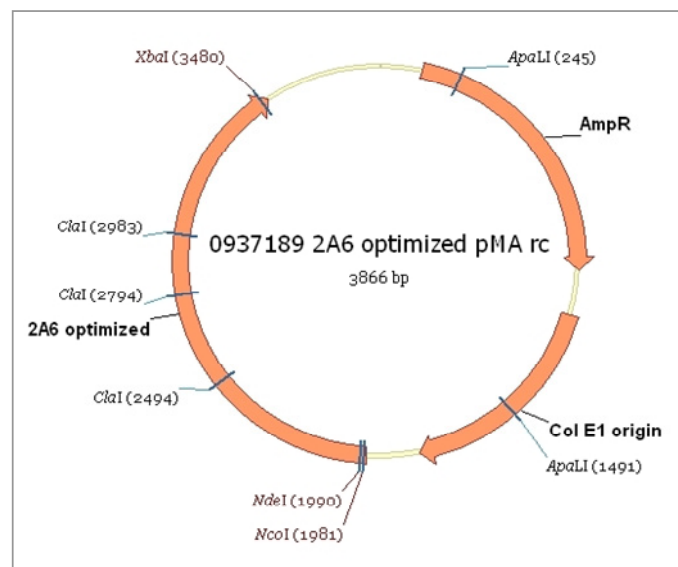 XbaI (3480)
ApaLI (245)
AmpR
ClaI (2983)
0937189 2A6 optimized pMA rc
3866 bp
ClaI (2794)
2A6 optimized
ClaI (2494)
Col E1 origin
ApaLI (1491)
NdeI (1990)
NcoI (1981)